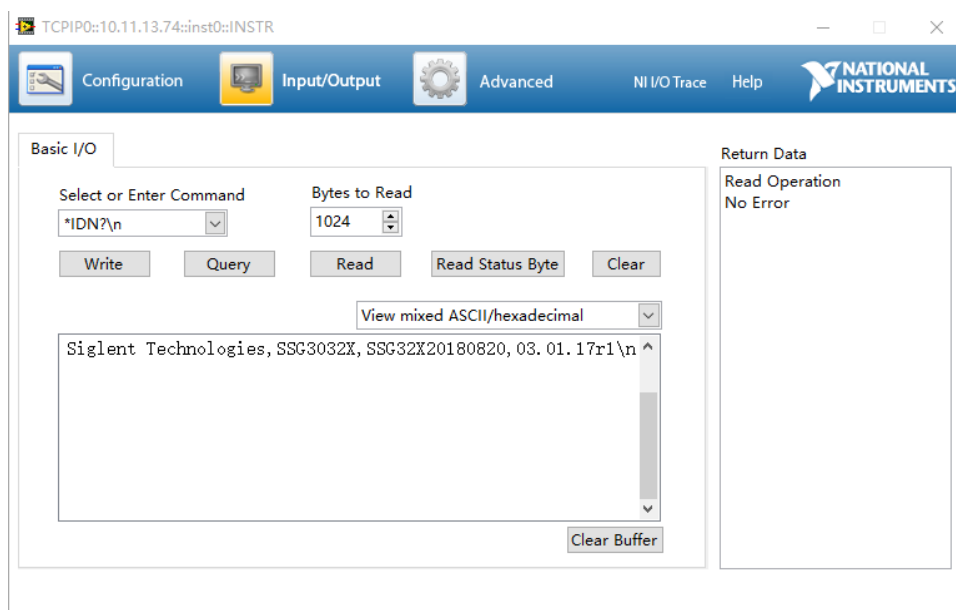 TCPIP0::10.11.13.74::inst0::INSTR
Configuration
Input/Output
Advanced
NI I/O Trace
Help
NATIONAL
INSTRUMENTS
Basic I/O
Select or Enter Command
Bytes to Read
*IDN?\n
1024
Write
Query
Read
Read Status Byte
Clear
View mixed ASCII/hexadecimal
Siglent Technologies,SSG3032X,SSG32X20180820,03.01.17r1\n
Clear Buffer
Return Data
Read Operation
No Error